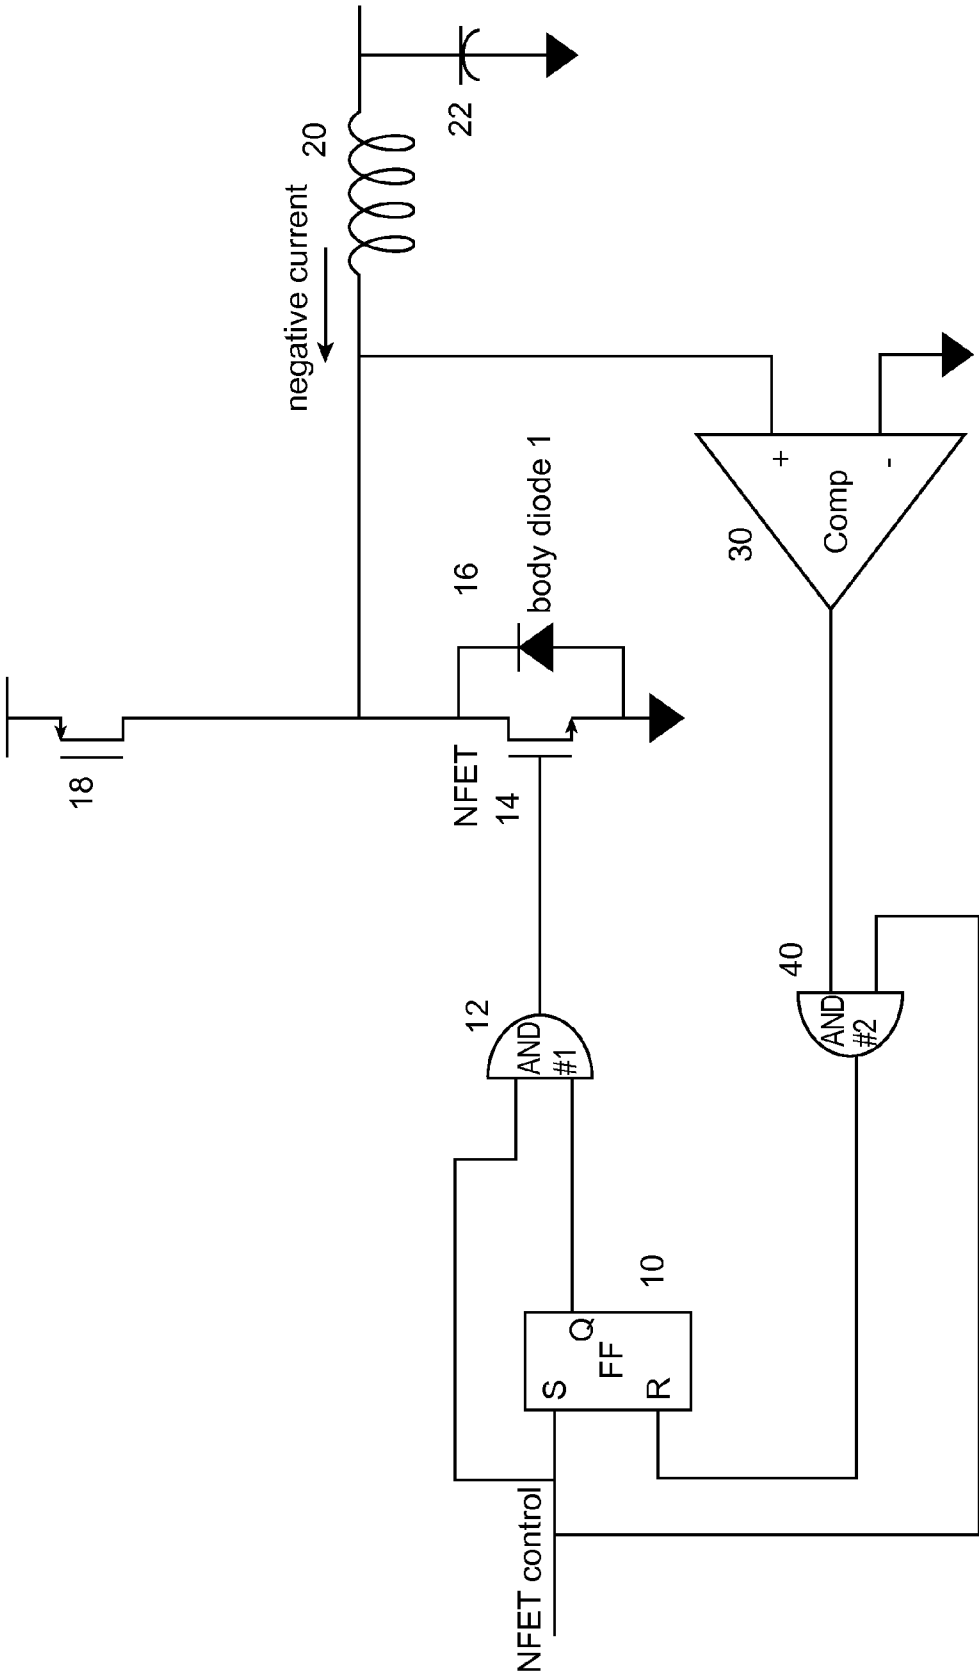 18
negative current
20
22
NFET
14
16
body diode 1
12
AND
#1
NFET control
S
Q
FF
R
10
40
AND
#2
30
+
Comp
-